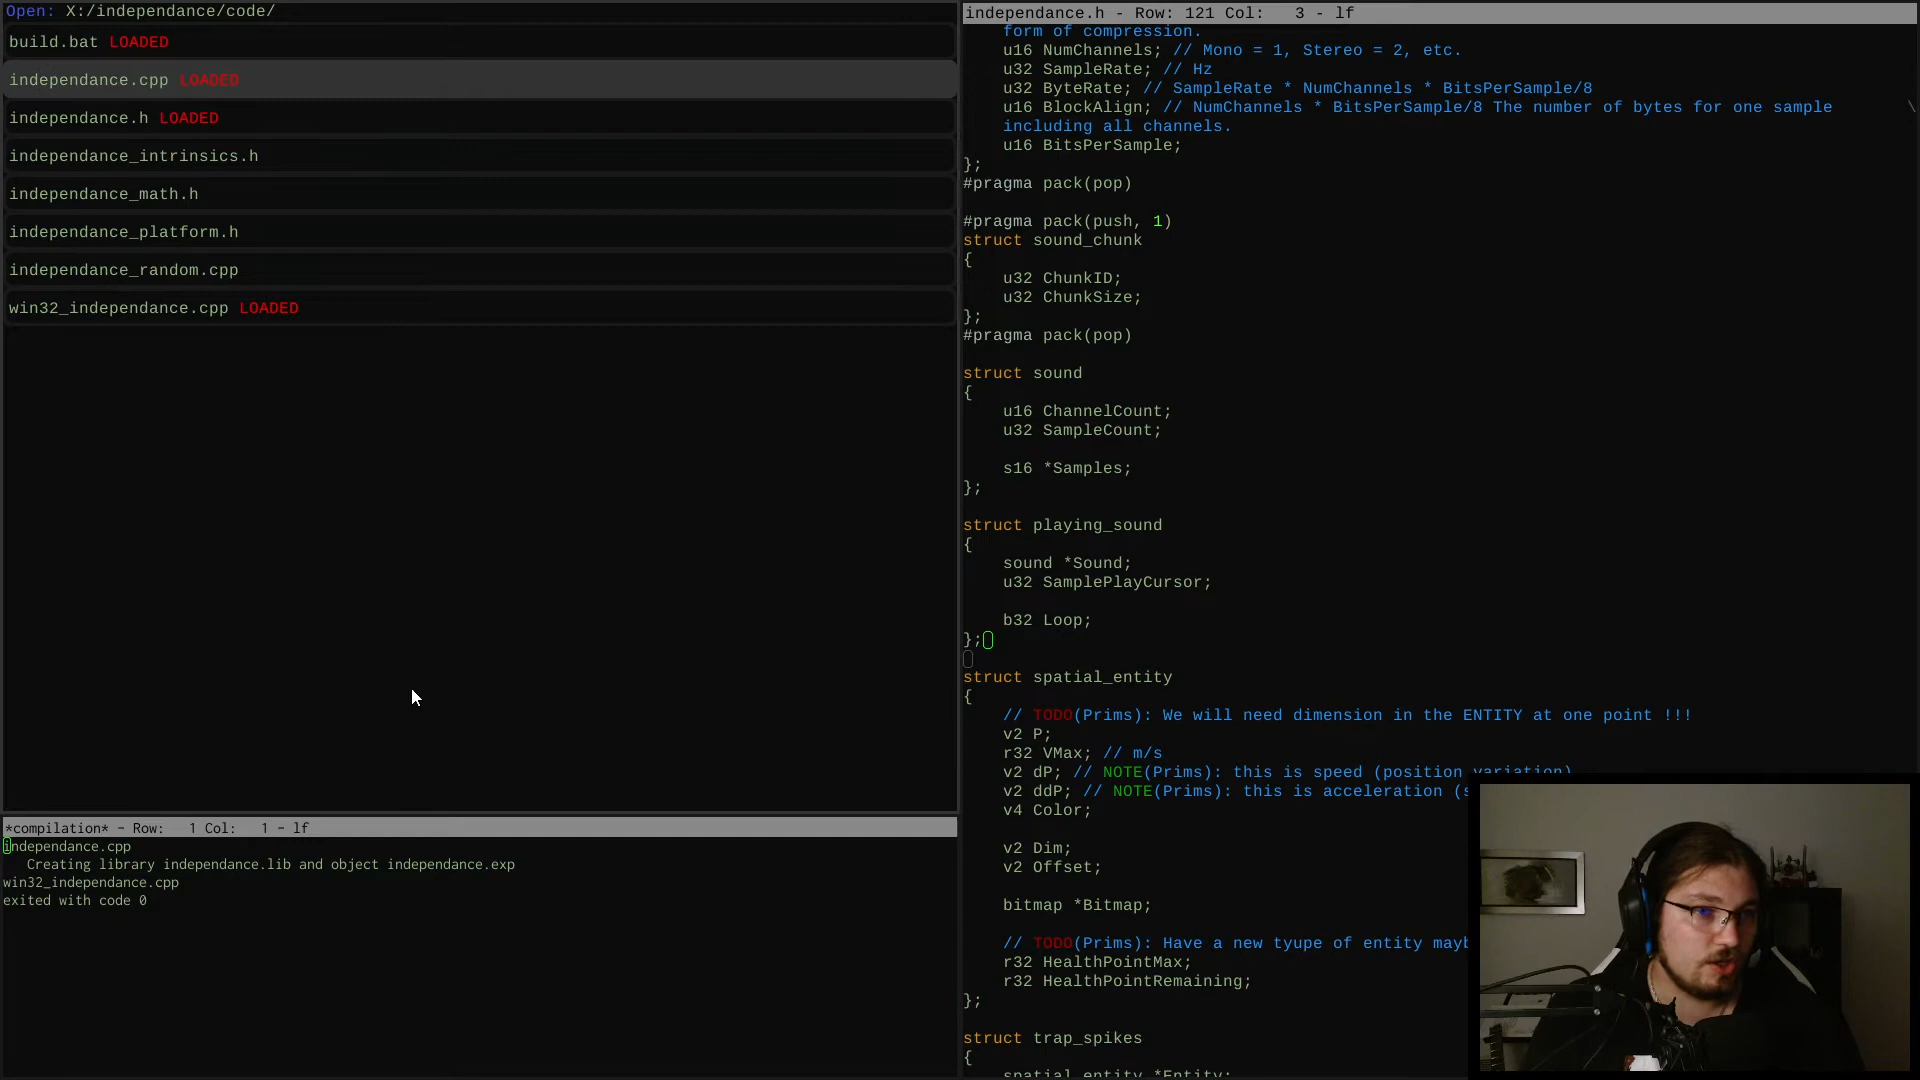 Open: X:/independance/code/
build.bat LOADED
independance.cpp LOADED
independance.h LOADED
independance_intrinsics.h
independance_math.h
independance_platform.h
independance_random.cpp
win32_independance.cpp LOADED
*compilation* - Row:   1 Col:   1 - lf
independance.cpp
   Creating library independance.lib and object independance.exp
win32_independance.cpp
exited with code 0
independance.h - Row: 121 Col:   3 - lf
    form of compression.
    u16 NumChannels; // Mono = 1, Stereo = 2, etc.
    u32 SampleRate; // Hz
    u32 ByteRate; // SampleRate * NumChannels * BitsPerSample/8
    u16 BlockAlign; // NumChannels * BitsPerSample/8 The number of bytes for one sample \
    including all channels.
    u16 BitsPerSample;
};
#pragma pack(pop)
#pragma pack(push, 1)
struct sound_chunk
{
    u32 ChunkID;
    u32 ChunkSize;
};
#pragma pack(pop)
struct sound
{
    u16 ChannelCount;
    u32 SampleCount;
    s16 *Samples;
};
struct playing_sound
{
    sound *Sound;
    u32 SamplePlayCursor;
    b32 Loop;
};
struct spatial_entity
{
    // TODO(Prims): We will need dimension in the ENTITY at one point !!!
    v2 P;
    r32 VMax; // m/s
    v2 dP; // NOTE(Prims): this is speed (position variation)
    v2 ddP; // NOTE(Prims): this is acceleration (
    v4 Color;
    v2 Dim;
    v2 Offset;
    bitmap *Bitmap;
    // TODO(Prims): Have a new tyupe of entity mayb
    r32 HealthPointMax;
    r32 HealthPointRemaining;
};
struct trap_spikes
{
    spatial_entity *Entity;